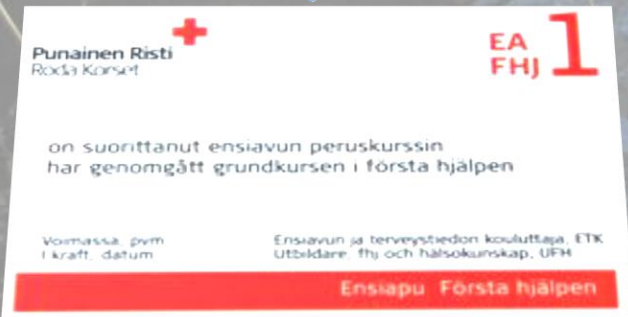 Punainen Risti
Röda Korset
EA
FHJ
1
on suorittanut ensiavun peruskurssin
har genomgått grundkursen i första hjälpen
Voimassa, pvm
I kraft, datum
Ensiavun ja terveystiedon kouluttaja, ETK
Utbildare, fhj och hälsokunskap, UFH
Ensiapu Första hjälpen